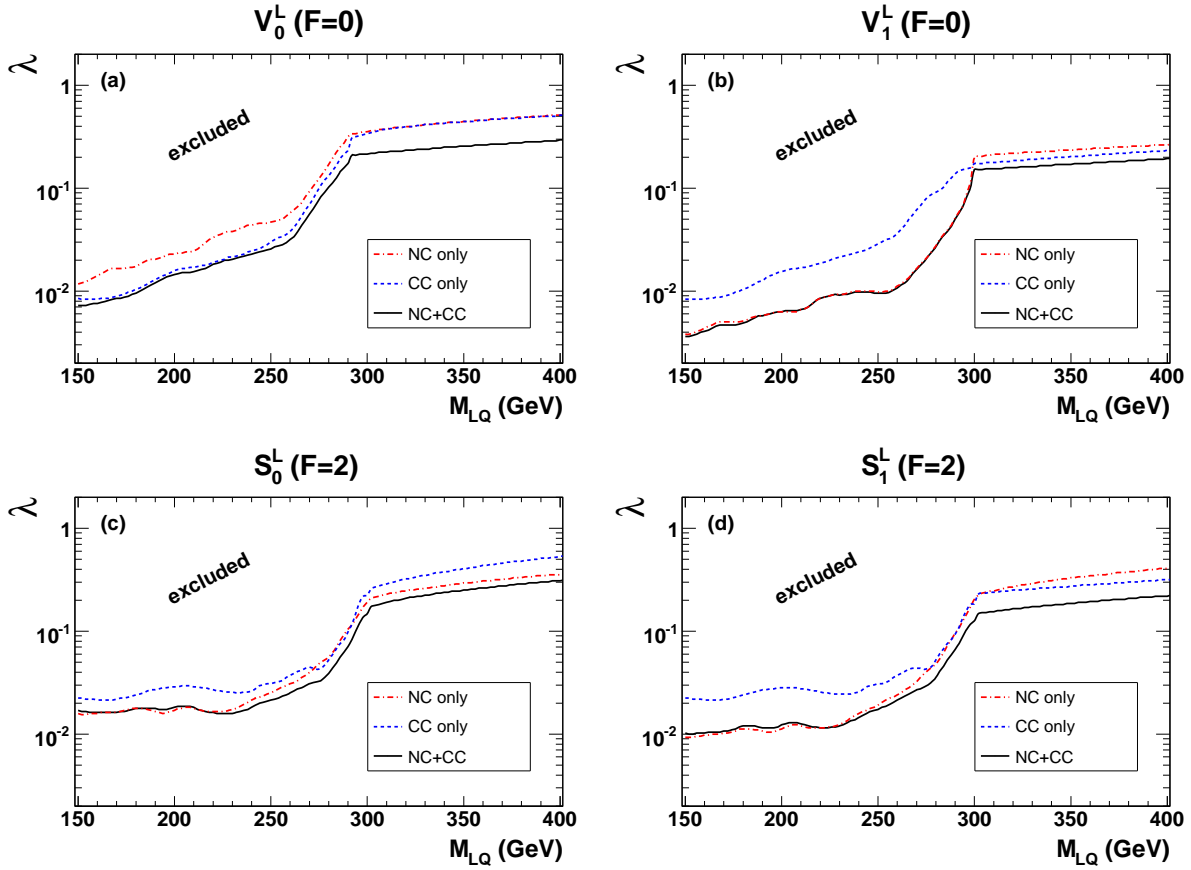 V₀ᴸ (F=0)
λ
(a)
excluded
1
10⁻¹
10⁻²
NC only
CC only
NC+CC
150 200 250 300 350 400
M_LQ (GeV)
V₁ᴸ (F=0)
λ
(b)
excluded
1
10⁻¹
10⁻²
NC only
CC only
NC+CC
150 200 250 300 350 400
M_LQ (GeV)
S₀ᴸ (F=2)
λ
(c)
excluded
1
10⁻¹
10⁻²
NC only
CC only
NC+CC
150 200 250 300 350 400
M_LQ (GeV)
S₁ᴸ (F=2)
λ
(d)
excluded
1
10⁻¹
10⁻²
NC only
CC only
NC+CC
150 200 250 300 350 400
M_LQ (GeV)